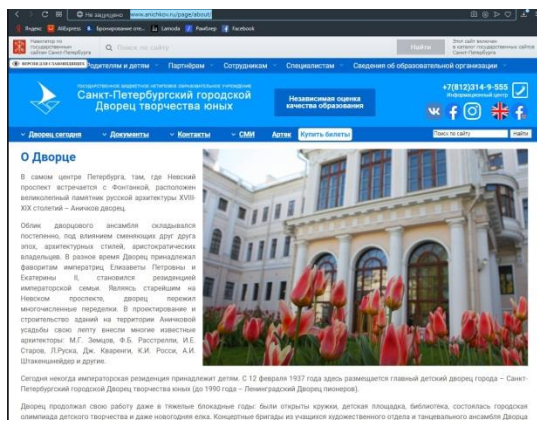 Не защищено www.anichkov.ru/page/about/
Яндекс AliExpress Бронирование оте... Lamoda Рамблер Facebook
Навигатор по
государственным
сайтам Санкт-Петербурга
Поиск по сайту
Найти
Этот сайт включен
в каталог государственных сайтов
Санкт-Петербурга
ВЕРСИЯ ДЛЯ СЛАБОВИДЯЩИХ
Родителям и детям Партнёрам Сотрудникам Специалистам Сведения об образовательной организации
Санкт-Петербургский городской
Дворец творчества юных
Независимая оценка
качества образования
+7(812)314-9-555
Информационный центр
Дворец сегодня Документы Контакты СМИ Артек Купить билеты
Поиск по сайту Найти
О Дворце
В самом центре Петербурга, там, где Невский
проспект встречается с Фонтанкой, расположен
великолепный памятник русской архитектуры XVIII-
XIX столетий – Аничков дворец.
Облик дворцового ансамбля складывался
постепенно, под влиянием сменяющих друг друга
эпох, архитектурных стилей, аристократических
владельцев. В разное время Дворец принадлежал
фаворитам императриц Елизаветы Петровны и
Екатерины II, становился резиденцией
императорской семьи. Являясь старейшим на
Невском проспекте, дворец пережил
многочисленные переделки. В проектирование и
строительство зданий на территории Аничковой
усадьбы свою лепту внесли многие известные
архитекторы: М.Г. Земцов, Ф.Б. Расстрелли, И.Е.
Старов, Л.Руска, Дж. Кваренги, К.И. Росси, А.И.
Штакеншнейдер и другие.
Сегодня некогда императорская резиденция принадлежит детям. С 12 февраля 1937 года здесь размещается главный детский дворец города – Санкт-
Петербургский городской Дворец творчества юных (до 1990 года – Ленинградский Дворец пионеров).
Дворец продолжал свою работу даже в тяжелые блокадные годы: были открыты кружки, детская площадка, библиотека, состоялась городская
олимпиада детского творчества и даже новогодняя елка. Концертные бригады из учащихся художественного отдела и танцевального ансамбля Дворца